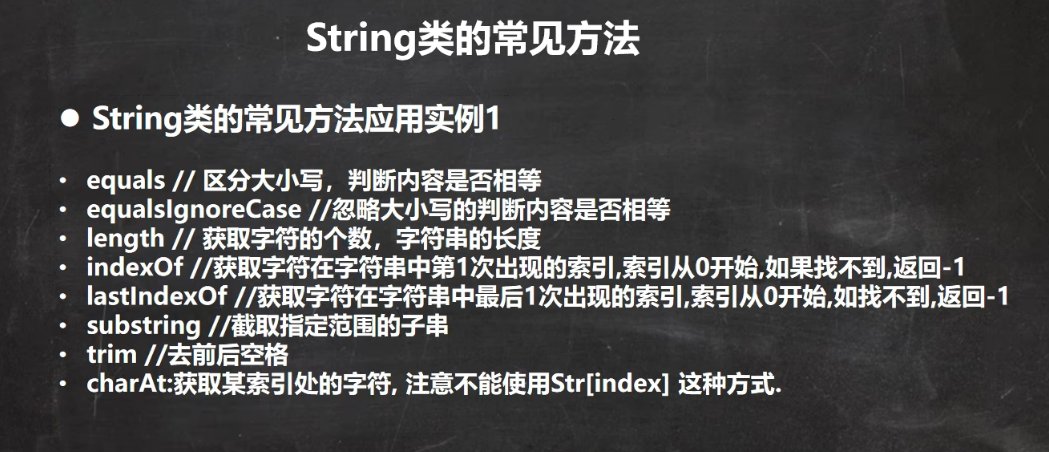 String类的常见方法
● String类的常见方法应用实例1
• equals // 区分大小写，判断内容是否相等
• equalsIgnoreCase //忽略大小写的判断内容是否相等
• length // 获取字符的个数，字符串的长度
• indexOf //获取字符在字符串中第1次出现的索引,索引从0开始,如果找不到,返回-1
• lastIndexOf //获取字符在字符串中最后1次出现的索引,索引从0开始,如找不到,返回-1
• substring //截取指定范围的子串
• trim //去前后空格
• charAt:获取某索引处的字符, 注意不能使用Str[index] 这种方式.